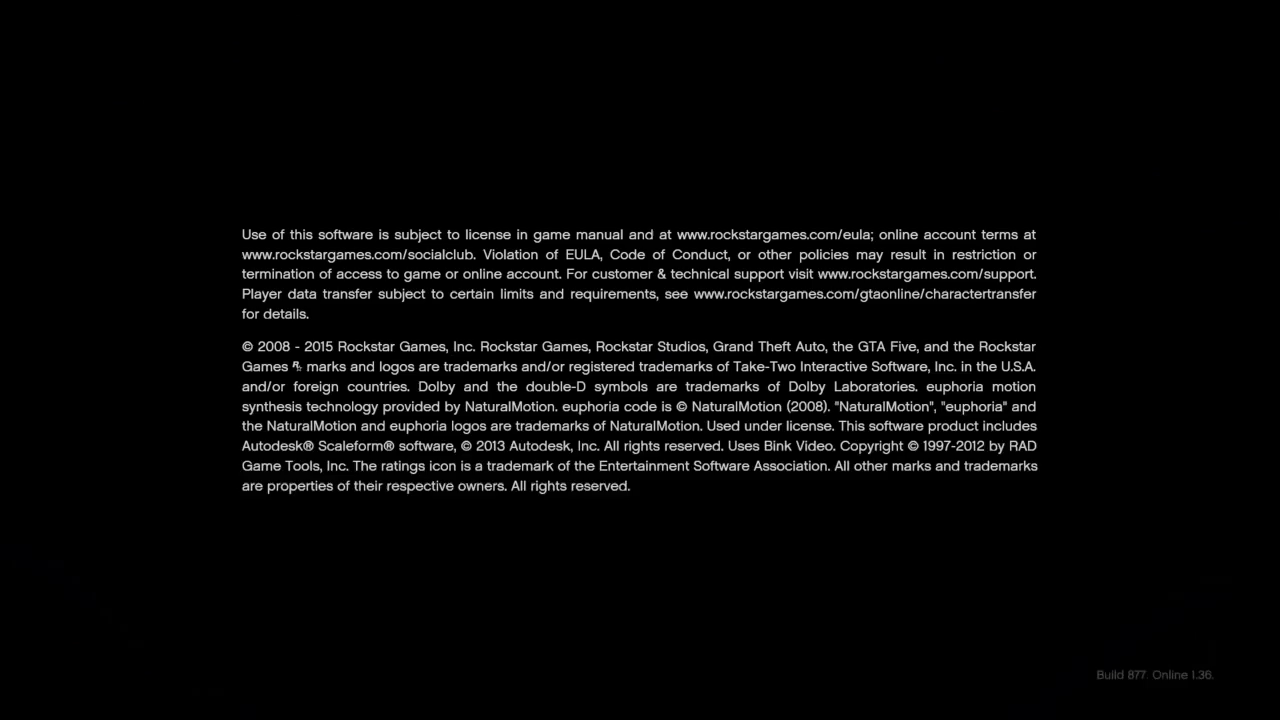 Use of this software is subject to license in game manual and at www.rockstargames.com/eula; online account terms at
www.rockstargames.com/socialclub. Violation of EULA, Code of Conduct, or other policies may result in restriction or
termination of access to game or online account. For customer & technical support visit www.rockstargames.com/support.
Player data transfer subject to certain limits and requirements, see www.rockstargames.com/gtaonline/charactertransfer
for details.
© 2008 - 2015 Rockstar Games, Inc. Rockstar Games, Rockstar Studios, Grand Theft Auto, the GTA Five, and the Rockstar
Games R* marks and logos are trademarks and/or registered trademarks of Take-Two Interactive Software, Inc. in the U.S.A.
and/or foreign countries. Dolby and the double-D symbols are trademarks of Dolby Laboratories. euphoria motion
synthesis technology provided by NaturalMotion. euphoria code is © NaturalMotion (2008). "NaturalMotion", "euphoria" and
the NaturalMotion and euphoria logos are trademarks of NaturalMotion. Used under license. This software product includes
Autodesk® Scaleform® software, © 2013 Autodesk, Inc. All rights reserved. Uses Bink Video. Copyright © 1997-2012 by RAD
Game Tools, Inc. The ratings icon is a trademark of the Entertainment Software Association. All other marks and trademarks
are properties of their respective owners. All rights reserved.
Build 877. Online 1.36.